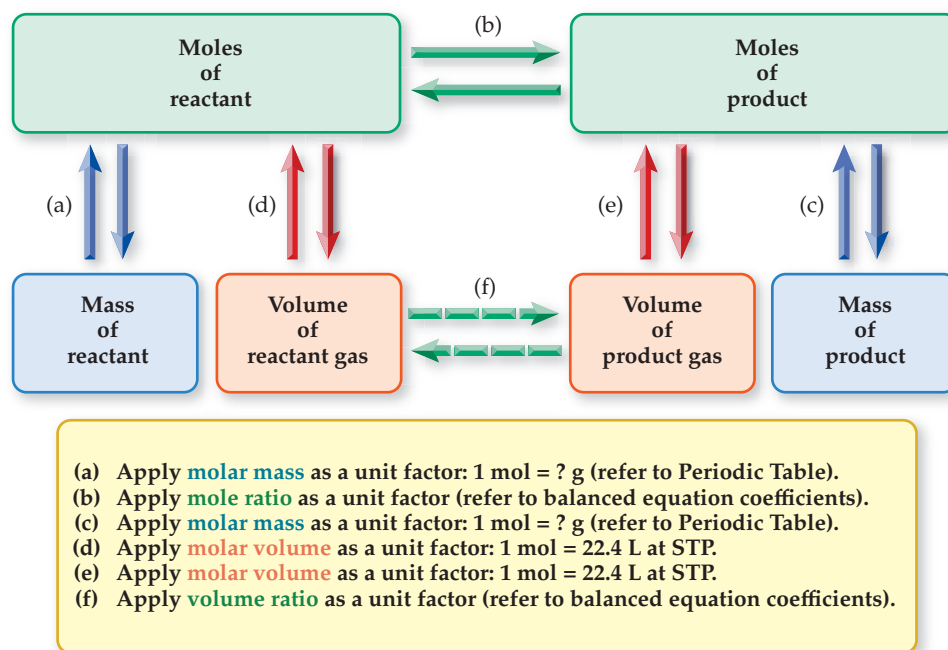 (b)
Moles
of
reactant
Moles
of
product
(a)
(d)
(e)
(c)
Mass
of
reactant
Volume
of
reactant gas
(f)
Volume
of
product gas
Mass
of
product
(a) Apply molar mass as a unit factor: 1 mol = ? g (refer to Periodic Table).
(b) Apply mole ratio as a unit factor (refer to balanced equation coefficients).
(c) Apply molar mass as a unit factor: 1 mol = ? g (refer to Periodic Table).
(d) Apply molar volume as a unit factor: 1 mol = 22.4 L at STP.
(e) Apply molar volume as a unit factor: 1 mol = 22.4 L at STP.
(f) Apply volume ratio as a unit factor (refer to balanced equation coefficients).